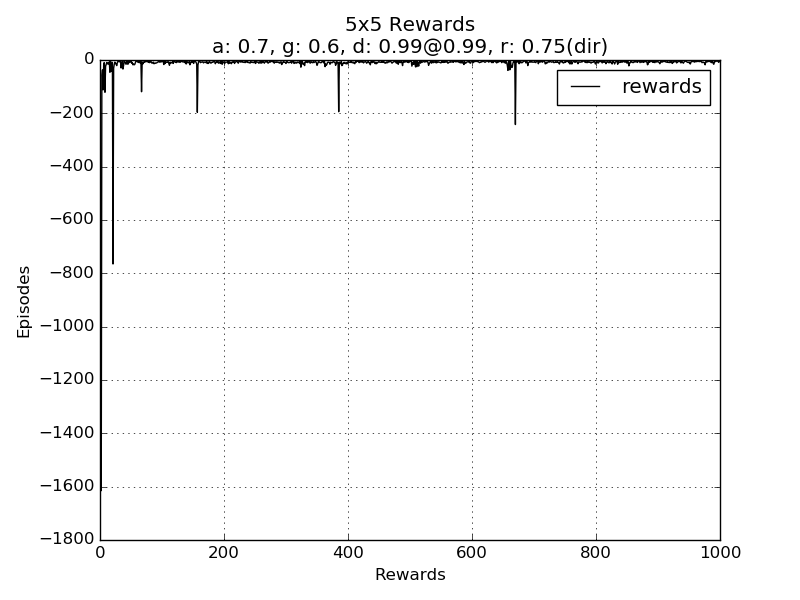 5x5 Rewards
a: 0.7, g: 0.6, d: 0.99@0.99, r: 0.75(dir)
rewards
Episodes
0
−200
−400
−600
−800
−1000
−1200
−1400
−1600
−1800
0 200 400 600 800 1000
Rewards